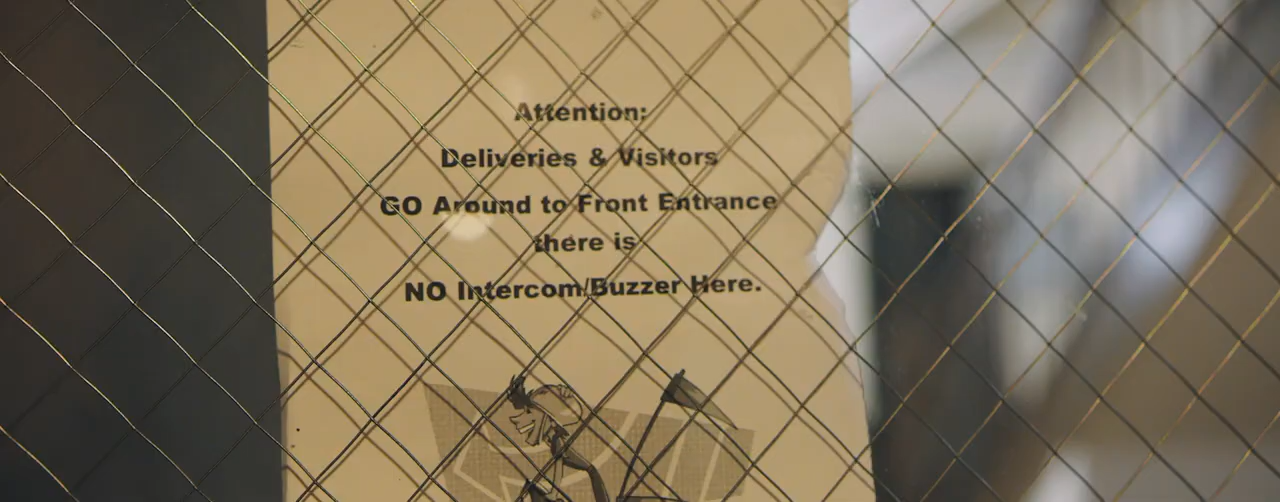 Attention:
Deliveries & Visitors
GO Around to Front Entrance
there is
NO Intercom/Buzzer Here.